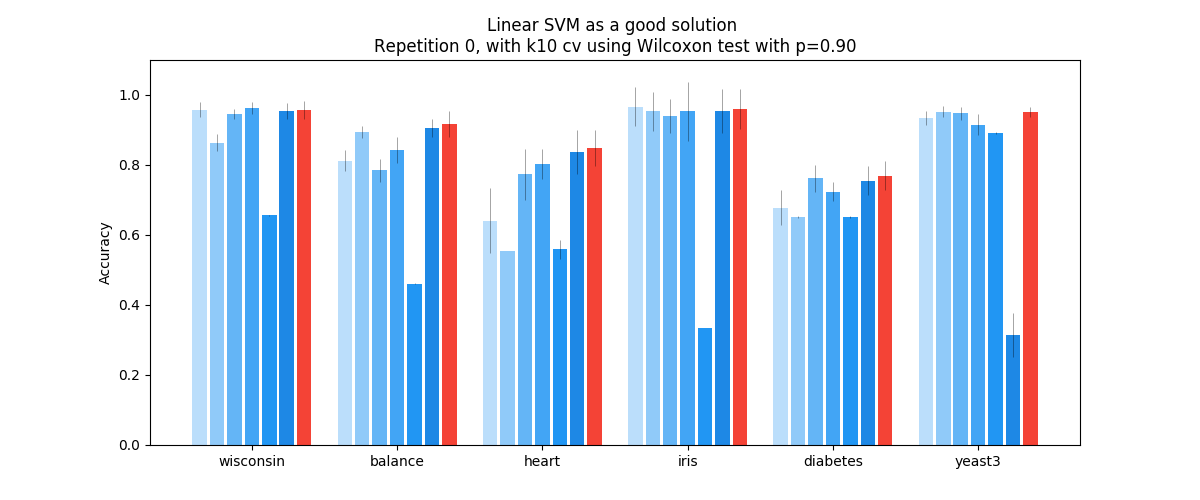 Linear SVM as a good solution
Repetition 0, with k10 cv using Wilcoxon test with p=0.90
1.0
0.8
0.6
0.4
0.2
0.0
Accuracy
wisconsin
balance
heart
iris
diabetes
yeast3